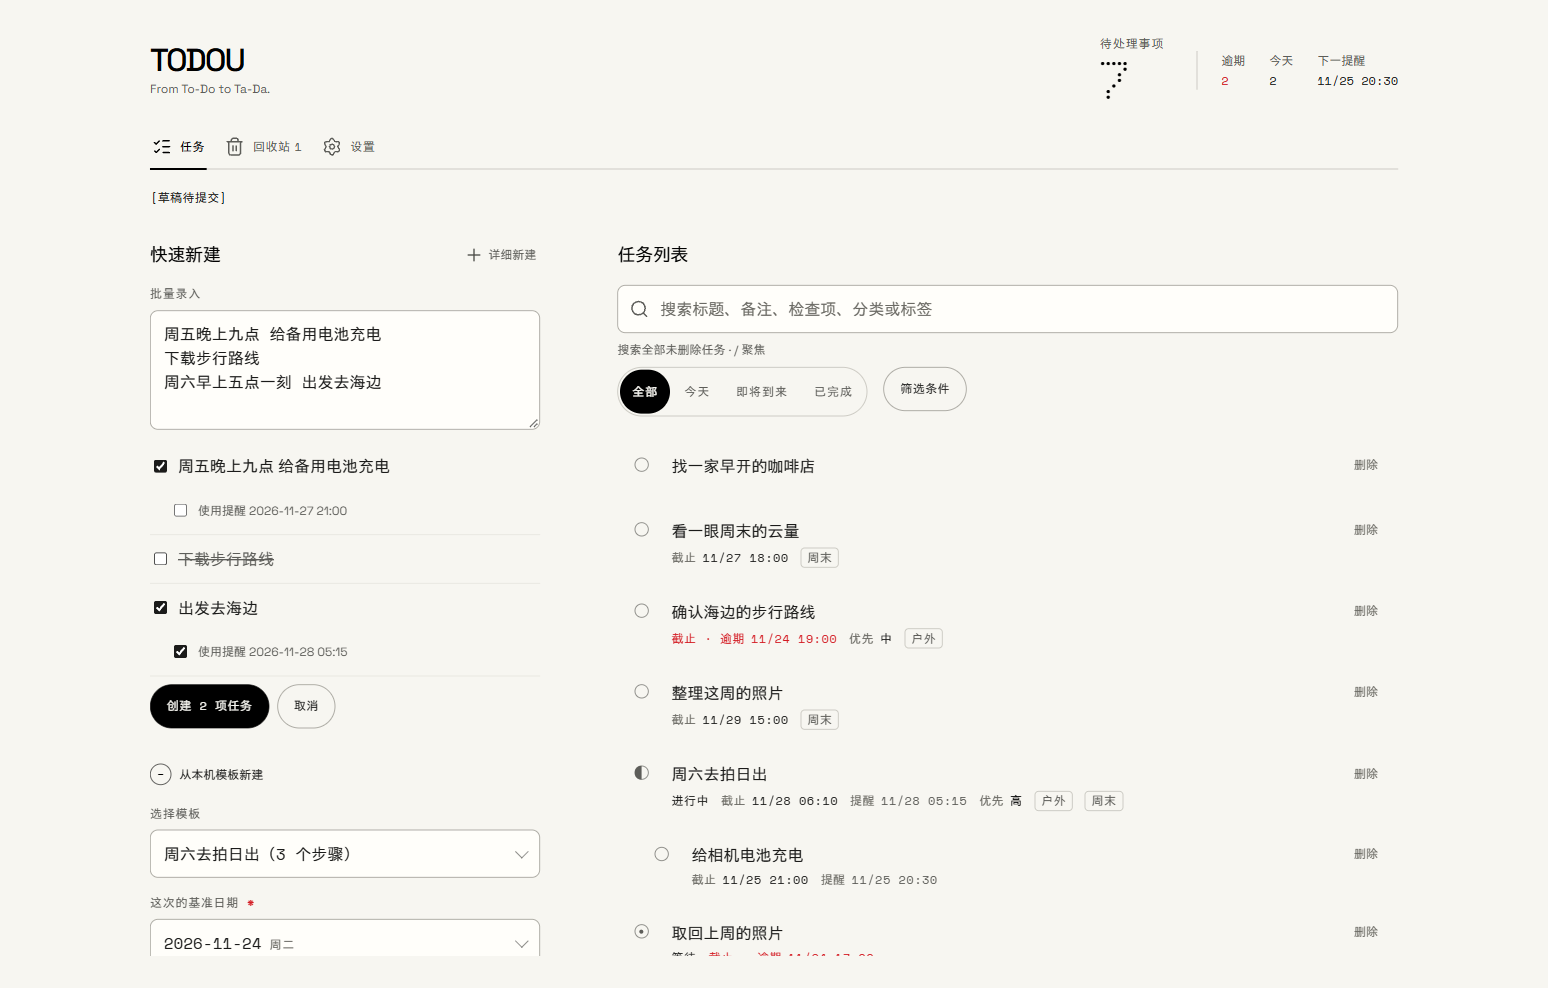 TODOU
From To-Do to Ta-Da.
待处理事项
7
逾期
2
今天
2
下一提醒
11/25 20:30
任务
回收站 1
设置
[草稿待提交]
快速新建
详细新建
批量录入
周五晚上九点 给备用电池充电
下载步行路线
周六早上五点一刻 出发去海边
周五晚上九点 给备用电池充电
使用提醒 2026-11-27 21:00
下载步行路线
出发去海边
使用提醒 2026-11-28 05:15
创建 2 项任务
取消
从本机模板新建
选择模板
周六去拍日出（3 个步骤）
这次的基准日期 *
2026-11-24 周二
任务列表
搜索标题、备注、检查项、分类或标签
搜索全部未删除任务 · / 聚焦
全部
今天
即将到来
已完成
筛选条件
找一家早开的咖啡店
删除
看一眼周末的云量
截止 11/27 18:00 周末
删除
确认海边的步行路线
截止 · 逾期 11/24 19:00 优先 中 户外
删除
整理这周的照片
截止 11/29 15:00 周末
删除
周六去拍日出
进行中 截止 11/28 06:10 提醒 11/28 05:15 优先 高 户外 周末
删除
给相机电池充电
截止 11/25 21:00 提醒 11/25 20:30
删除
取回上周的照片
删除